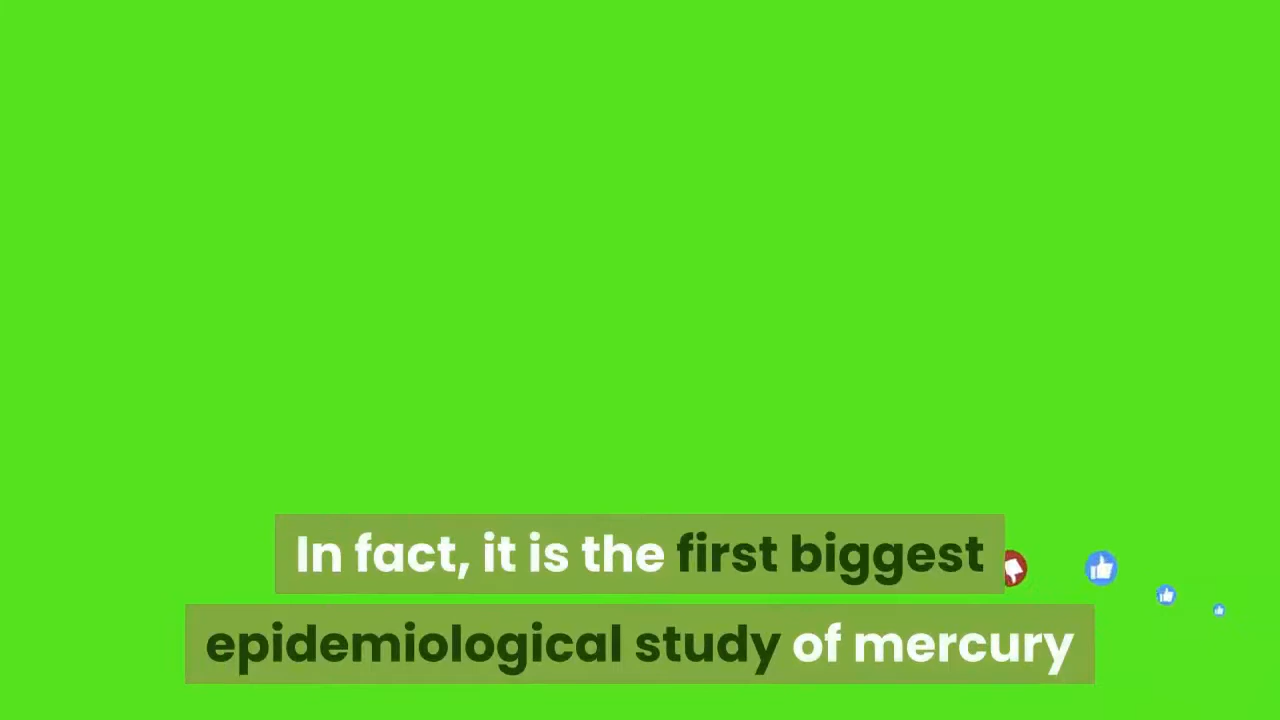 In fact, it is the first biggest
epidemiological study of mercury